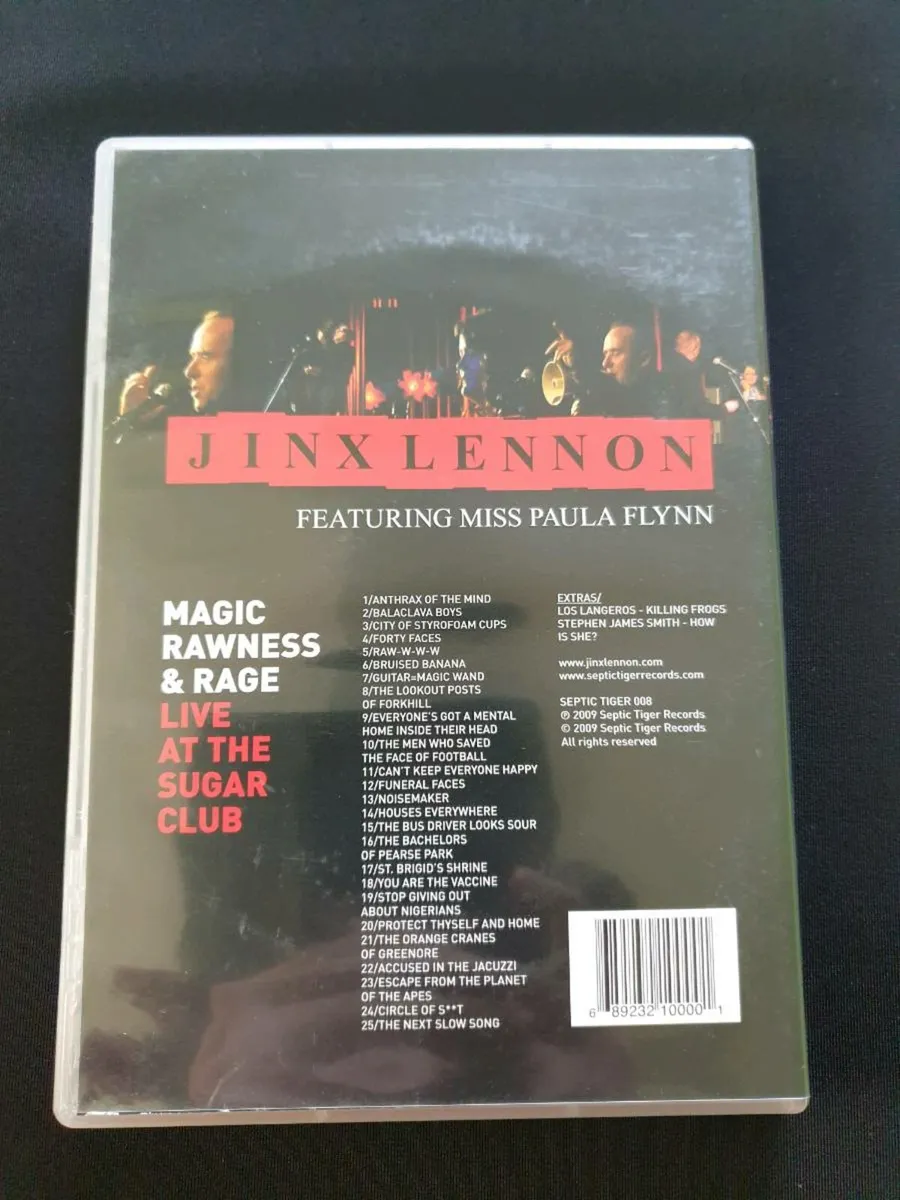 JINX LENNON
FEATURING MISS PAULA FLYNN
MAGIC
RAWNESS
& RAGE
LIVE
AT THE
SUGAR
CLUB
1/ANTHRAX OF THE MIND
2/BALACLAVA BOYS
3/CITY OF STYROFOAM CUPS
4/FORTY FACES
5/RAW-W-W-W
6/BRUISED BANANA
7/GUITAR=MAGIC WAND
8/THE LOOKOUT POSTS
OF FORKHILL
9/EVERYONE'S GOT A MENTAL
HOME INSIDE THEIR HEAD
10/THE MEN WHO SAVED
THE FACE OF FOOTBALL
11/CAN'T KEEP EVERYONE HAPPY
12/FUNERAL FACES
13/NOISEMAKER
14/HOUSES EVERYWHERE
15/THE BUS DRIVER LOOKS SOUR
16/THE BACHELORS
OF PEARSE PARK
17/ST. BRIGID'S SHRINE
18/YOU ARE THE VACCINE
19/STOP GIVING OUT
ABOUT NIGERIANS
20/PROTECT THYSELF AND HOME
21/THE ORANGE CRANES
OF GREENORE
22/ACCUSED IN THE JACUZZI
23/ESCAPE FROM THE PLANET
OF THE APES
24/CIRCLE OF S**T
25/THE NEXT SLOW SONG
EXTRAS/
LOS LANGEROS - KILLING FROGS
STEPHEN JAMES SMITH - HOW
IS SHE?
www.jinxlennon.com
www.septictigerrecords.com
SEPTIC TIGER 008
℗ 2009 Septic Tiger Records
© 2009 Septic Tiger Records
All rights reserved
6 89232 10000 1